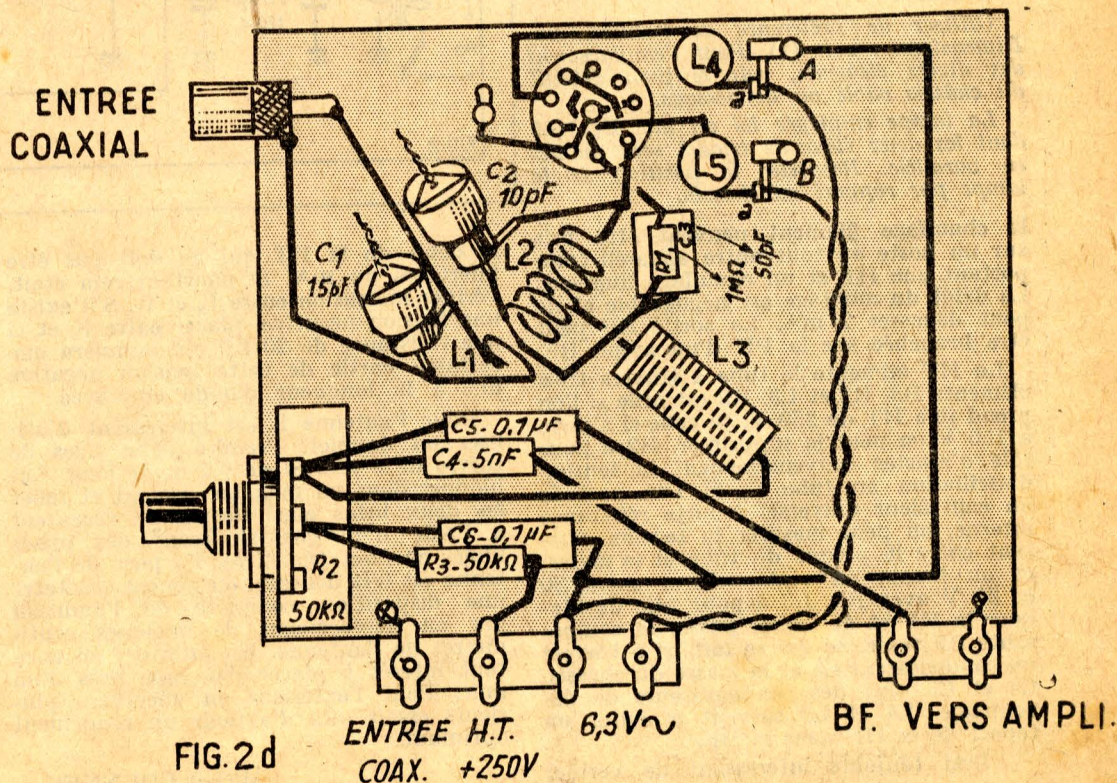 ENTREE
COAXIAL
L4
A
a
L5
B
a
C2
10pF
C1
15pF
L2
L1
R1
C3
1MΩ
50pF
L3
C5-0,1µF
C4-5nF
C6-0,1µF
R3-50kΩ
R2
50kΩ
ENTREE
COAX.
H.T.
+250V
6,3V~
BF. VERS AMPLI.
FIG. 2d